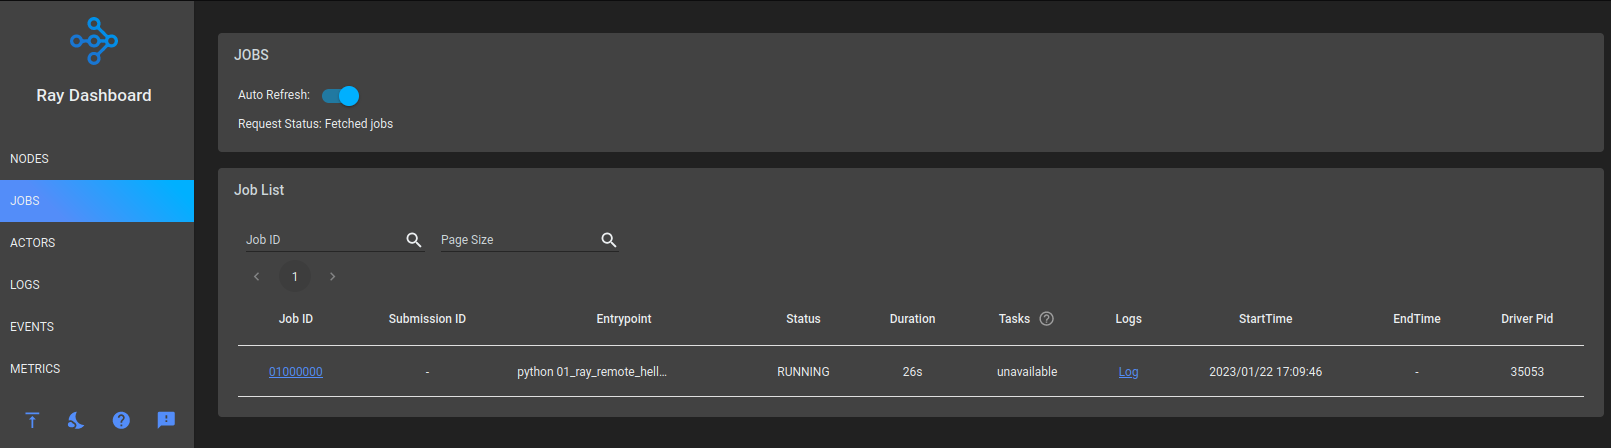 Ray Dashboard
NODES
JOBS
ACTORS
LOGS
EVENTS
METRICS
JOBS
Auto Refresh:
Request Status: Fetched jobs
Job List
Job ID Page Size
1
Job ID Submission ID Entrypoint Status Duration Tasks Logs StartTime EndTime Driver Pid
01000000 - python 01_ray_remote_hell... RUNNING 26s unavailable Log 2023/01/22 17:09:46 - 35053